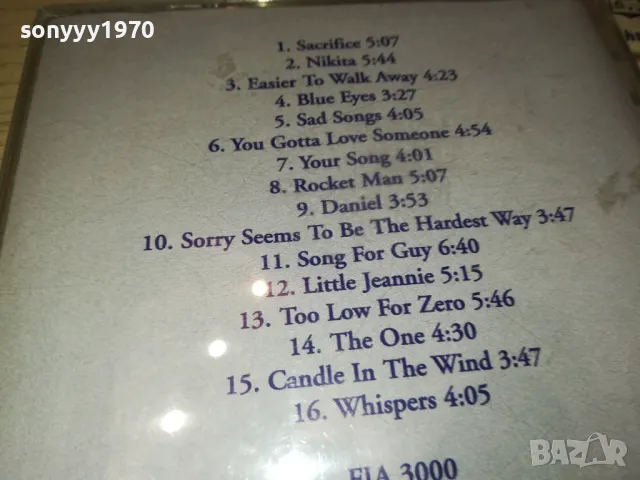 sonyyy1970
1. Sacrifice 5:07
2. Nikita 5:44
3. Easier To Walk Away 4:23
4. Blue Eyes 3:27
5. Sad Songs 4:05
6. You Gotta Love Someone 4:54
7. Your Song 4:01
8. Rocket Man 5:07
9. Daniel 3:53
10. Sorry Seems To Be The Hardest Way 3:47
11. Song For Guy 6:40
12. Little Jeannie 5:15
13. Too Low For Zero 5:46
14. The One 4:30
15. Candle In The Wind 3:47
16. Whispers 4:05
3000
BAZAR